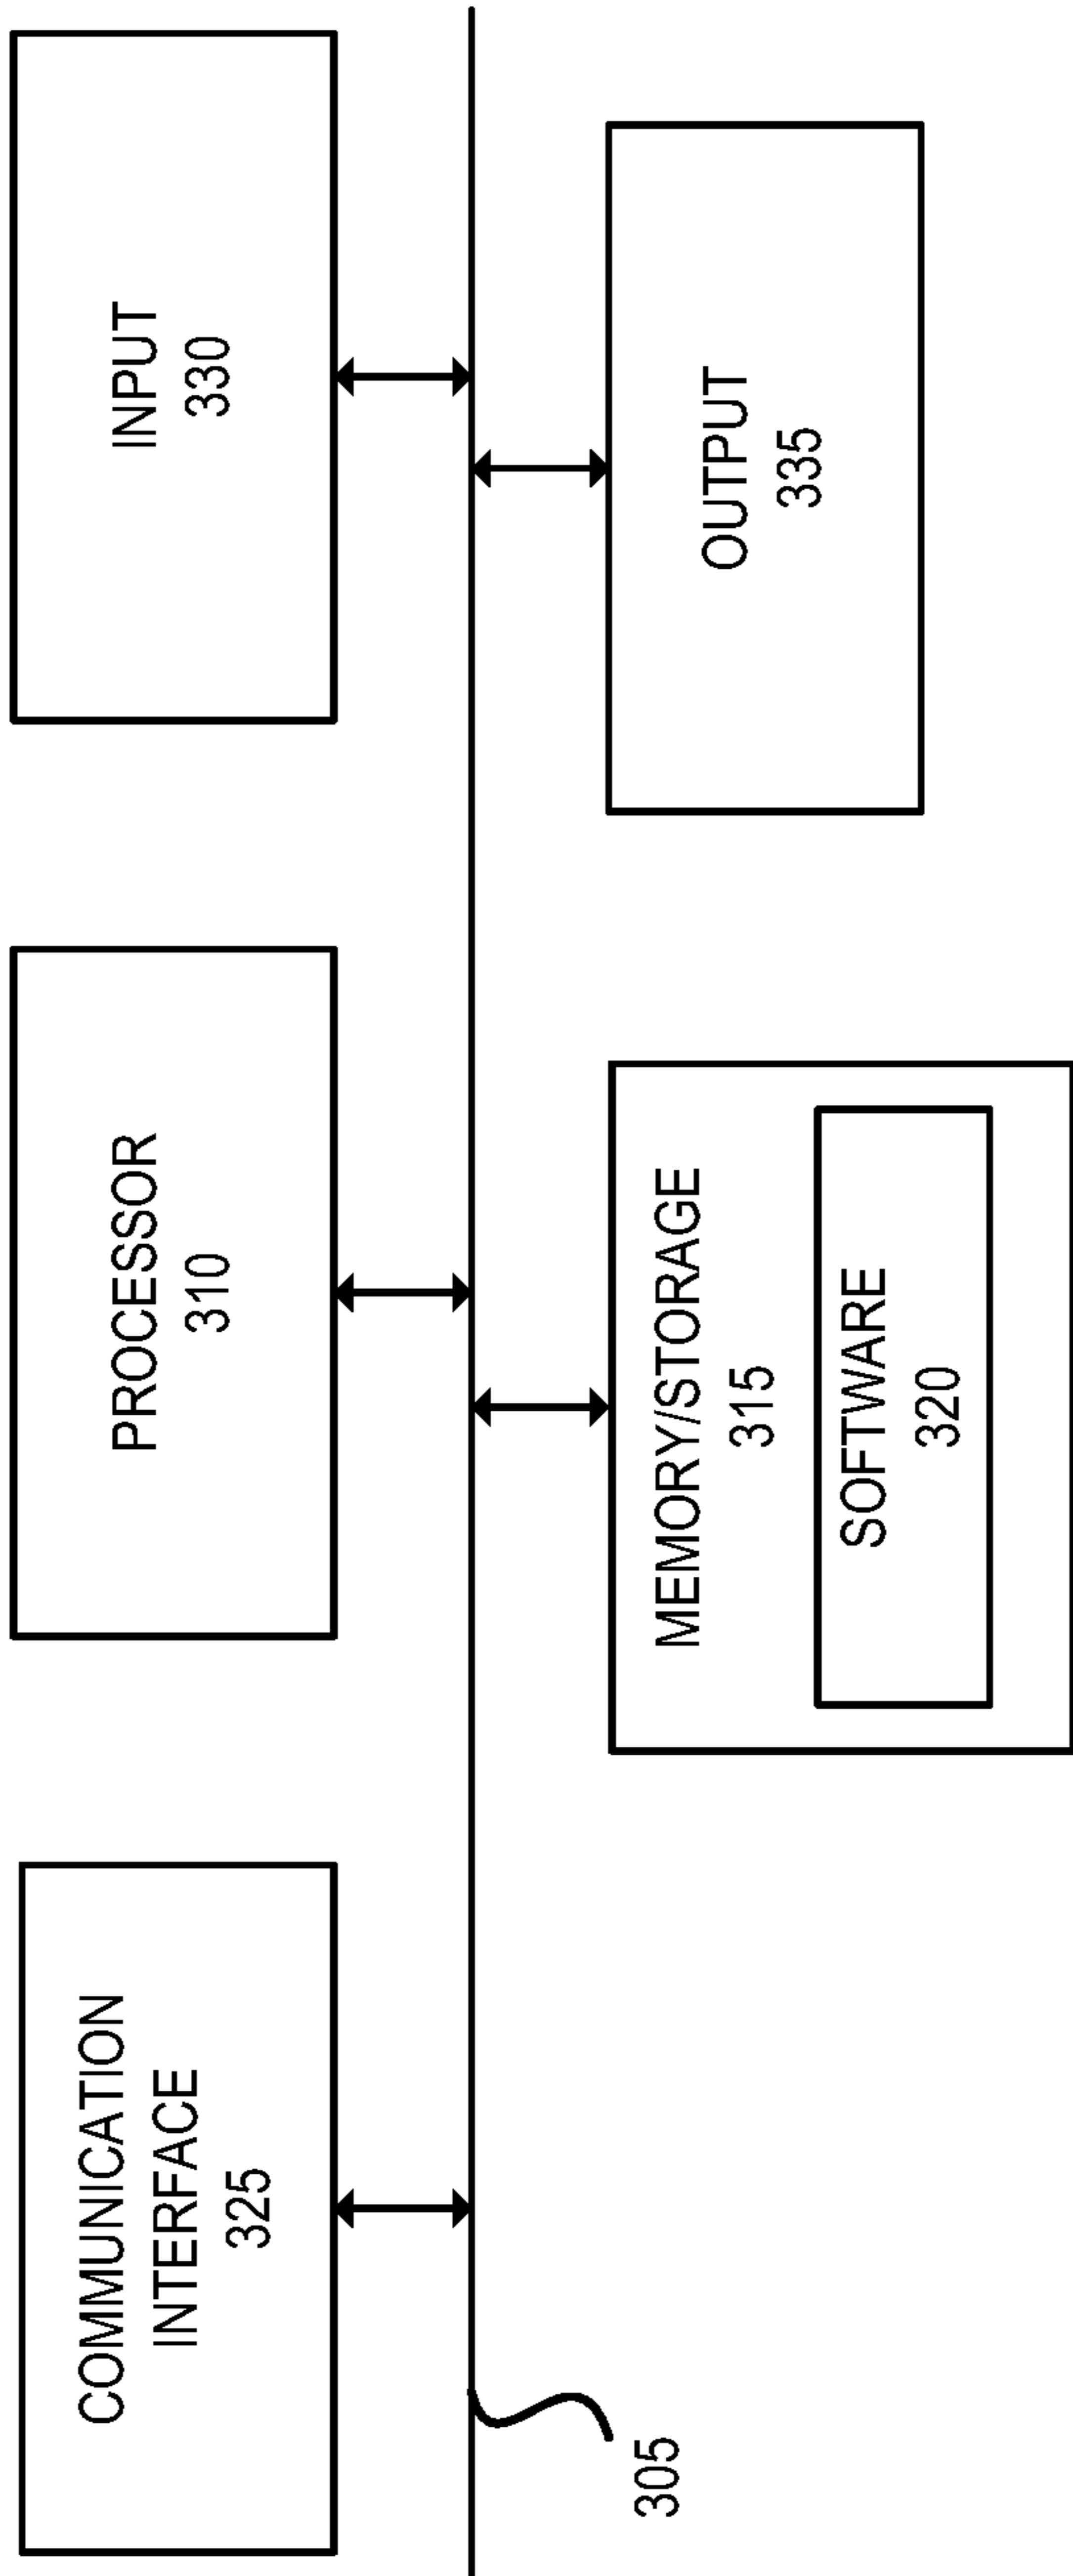 COMMUNICATION
INTERFACE
325
PROCESSOR
310
INPUT
330
305
MEMORY/STORAGE
315
SOFTWARE
320
OUTPUT
335